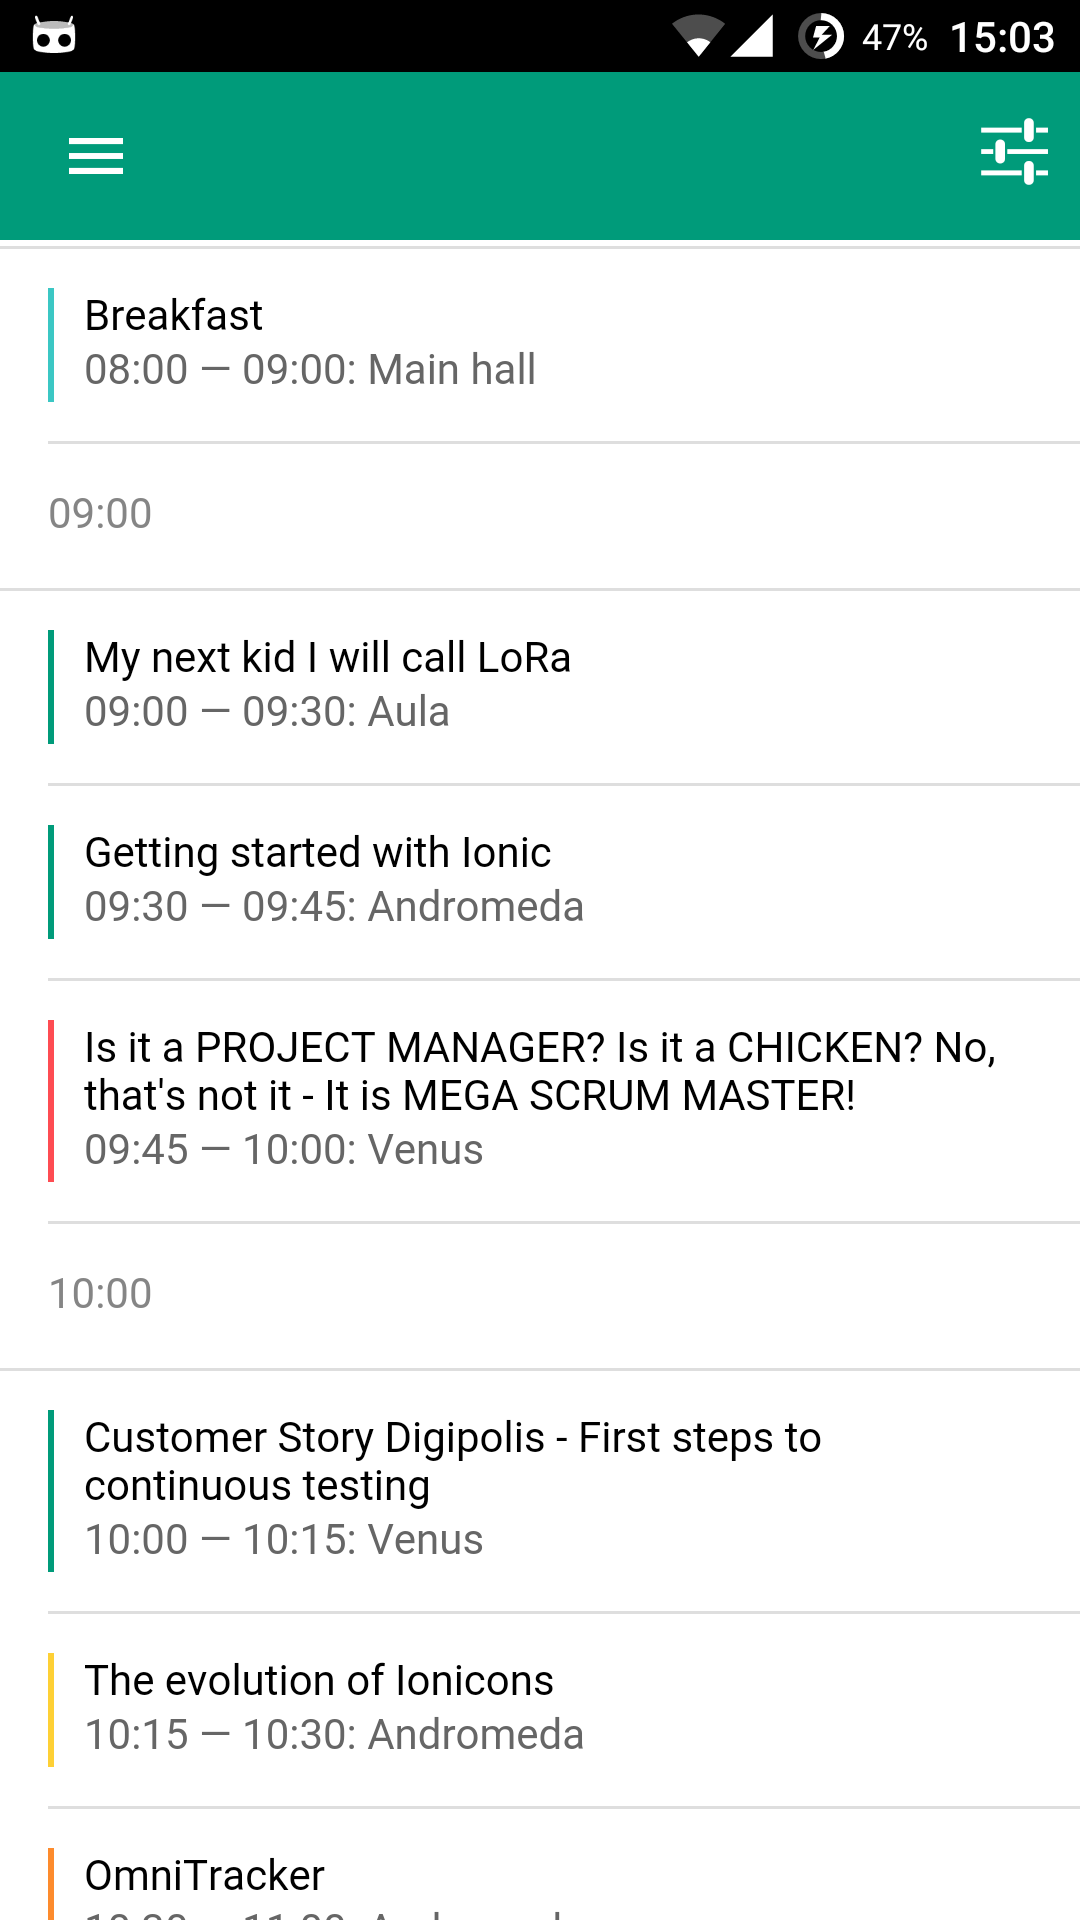 47% 15:03
Breakfast
08:00 — 09:00: Main hall
09:00
My next kid I will call LoRa
09:00 — 09:30: Aula
Getting started with Ionic
09:30 — 09:45: Andromeda
Is it a PROJECT MANAGER? Is it a CHICKEN? No,
that's not it - It is MEGA SCRUM MASTER!
09:45 — 10:00: Venus
10:00
Customer Story Digipolis - First steps to
continuous testing
10:00 — 10:15: Venus
The evolution of Ionicons
10:15 — 10:30: Andromeda
OmniTracker